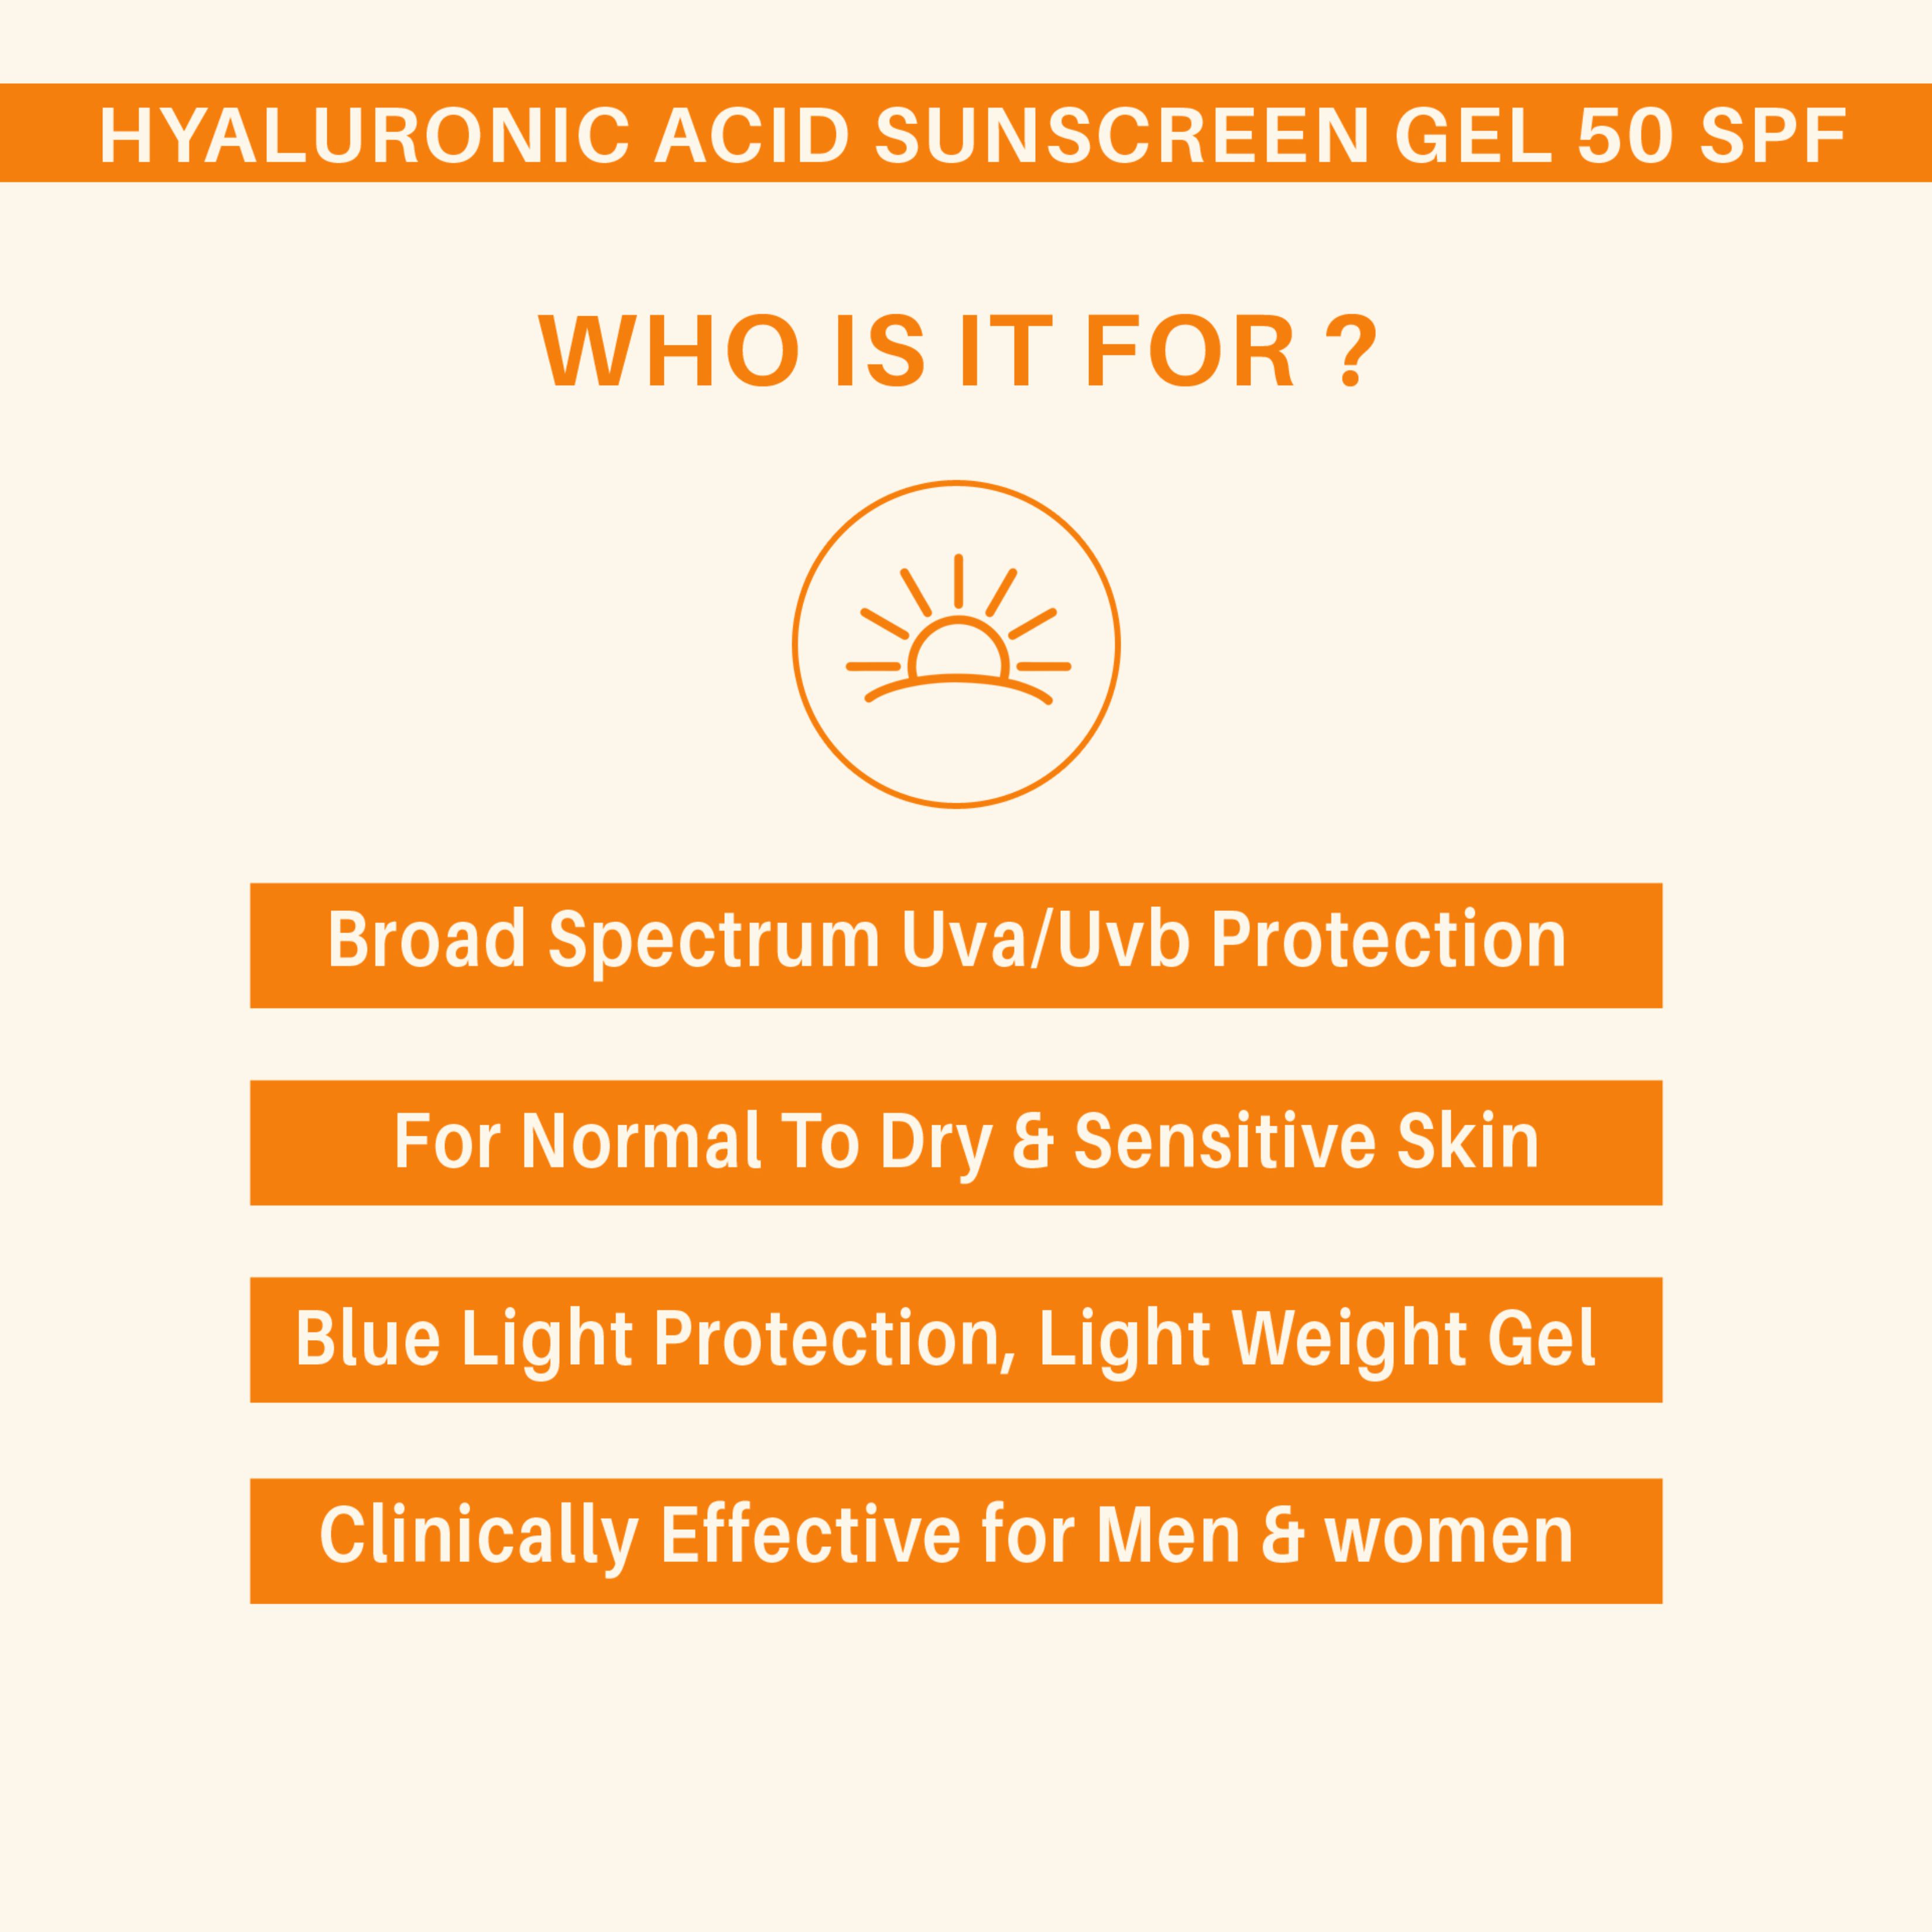 HYALURONIC ACID SUNSCREEN GEL 50 SPF
WHO IS IT FOR ?
Broad Spectrum Uva/Uvb Protection
For Normal To Dry & Sensitive Skin
Blue Light Protection, Light Weight Gel
Clinically Effective for Men & women